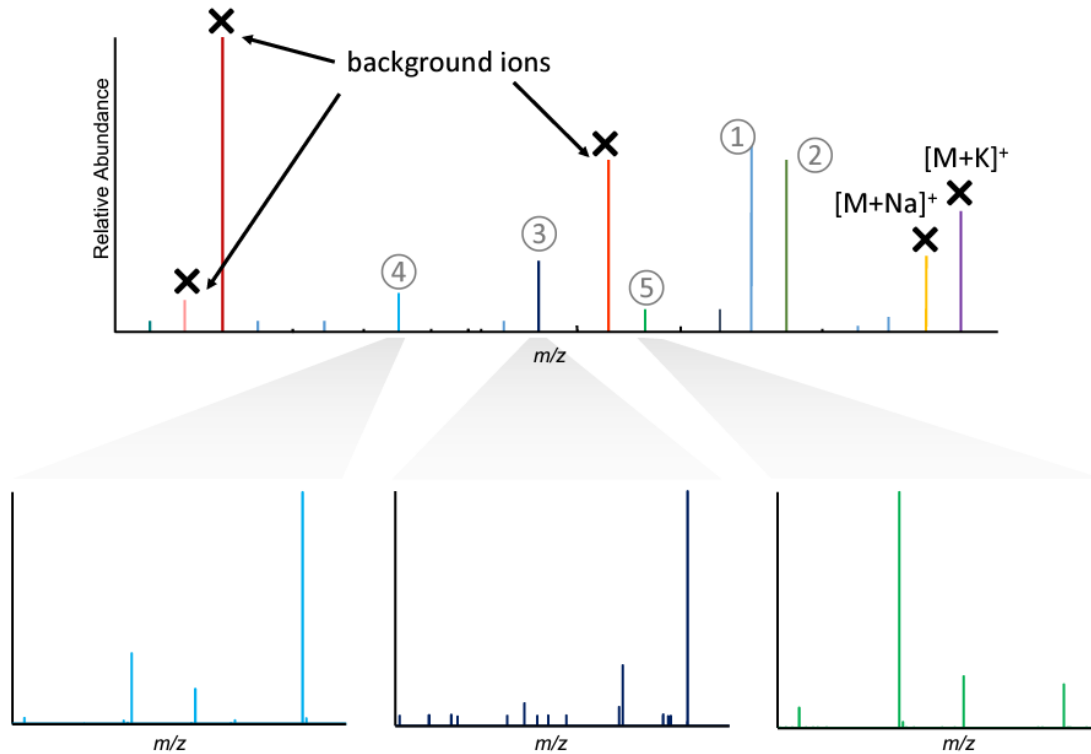 background ions
Relative Abundance
①
②
[M+K]⁺
[M+Na]⁺
③
④
⑤
m/z
m/z
m/z
m/z